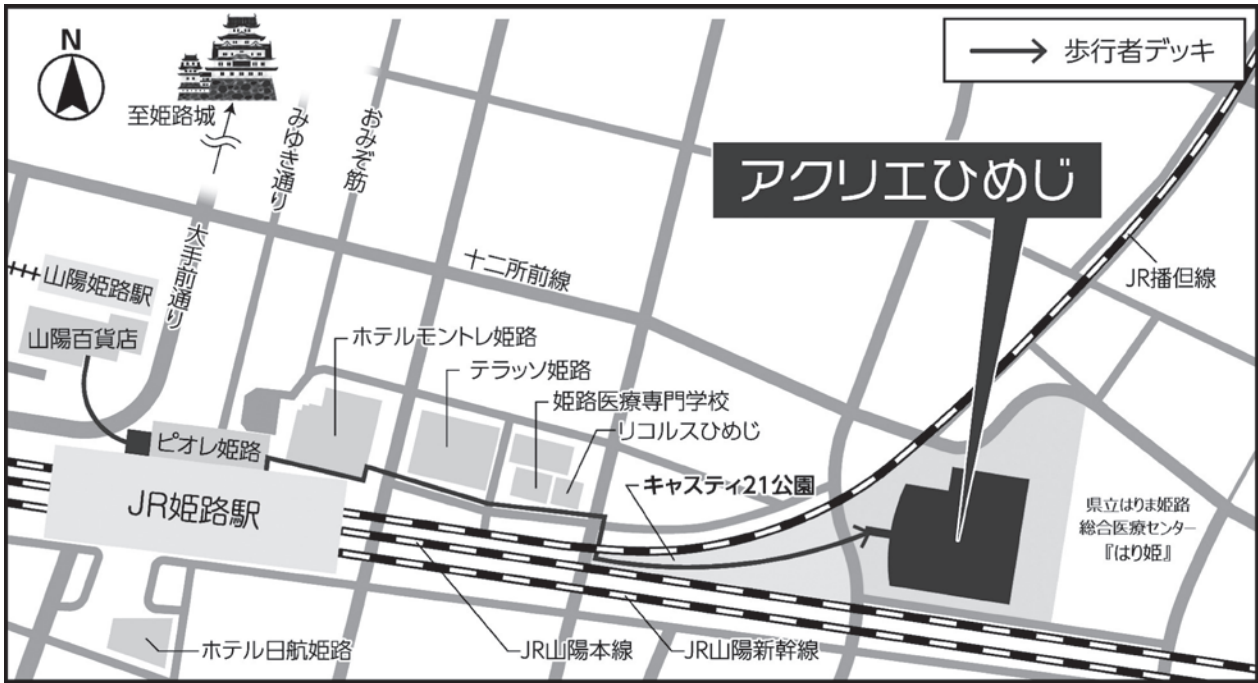 N
至姫路城
みゆき通り
おみぞ筋
歩行者デッキ
アクリエひめじ
大手前通り
十二所前線
JR播但線
山陽姫路駅
山陽百貨店
ホテルモントレ姫路
テラッソ姫路
姫路医療専門学校
リコルスひめじ
ピオレ姫路
キャスティ21公園
JR姫路駅
県立はりま姫路
総合医療センター
『はり姫』
ホテル日航姫路
JR山陽本線
JR山陽新幹線